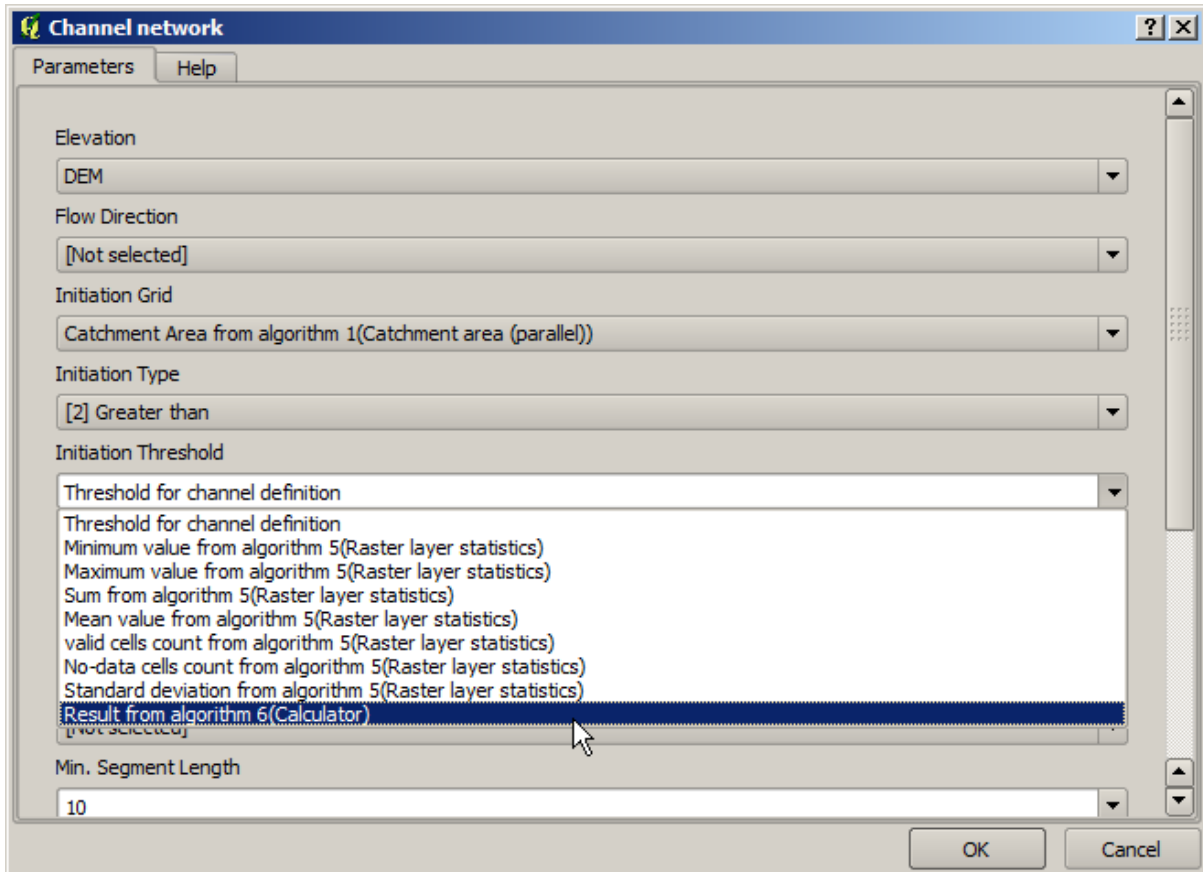 Channel network
Parameters Help
Elevation
DEM
Flow Direction
[Not selected]
Initiation Grid
Catchment Area from algorithm 1(Catchment area (parallel))
Initiation Type
[2] Greater than
Initiation Threshold
Threshold for channel definition
Threshold for channel definition
Minimum value from algorithm 5(Raster layer statistics)
Maximum value from algorithm 5(Raster layer statistics)
Sum from algorithm 5(Raster layer statistics)
Mean value from algorithm 5(Raster layer statistics)
valid cells count from algorithm 5(Raster layer statistics)
No-data cells count from algorithm 5(Raster layer statistics)
Standard deviation from algorithm 5(Raster layer statistics)
Result from algorithm 6(Calculator)
[Not selected]
Min. Segment Length
10
OK Cancel